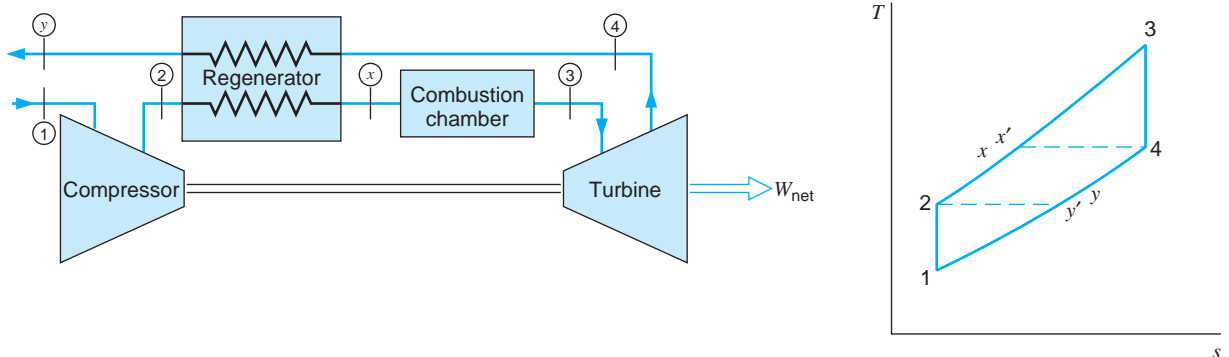 y
4
2
Regenerator
x
Combustion
chamber
3
1
Compressor
Turbine
W_net
T
3
x x′
4
2
y′ y
1
s